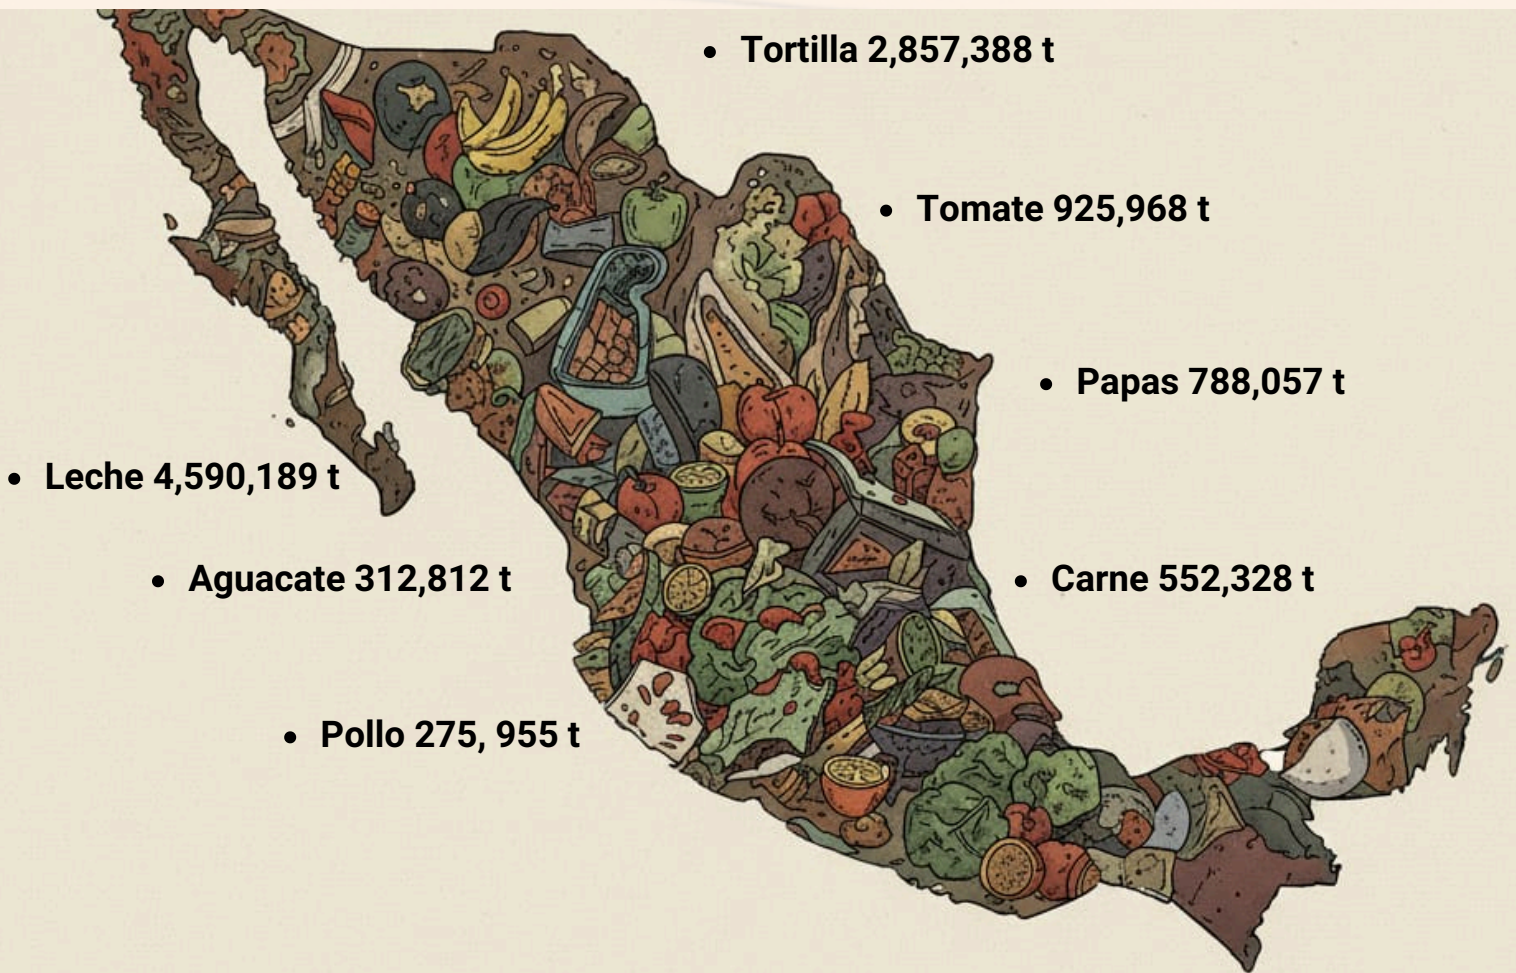 • Tortilla 2,857,388 t
• Tomate 925,968 t
• Papas 788,057 t
• Leche 4,590,189 t
• Aguacate 312,812 t
• Carne 552,328 t
• Pollo 275, 955 t